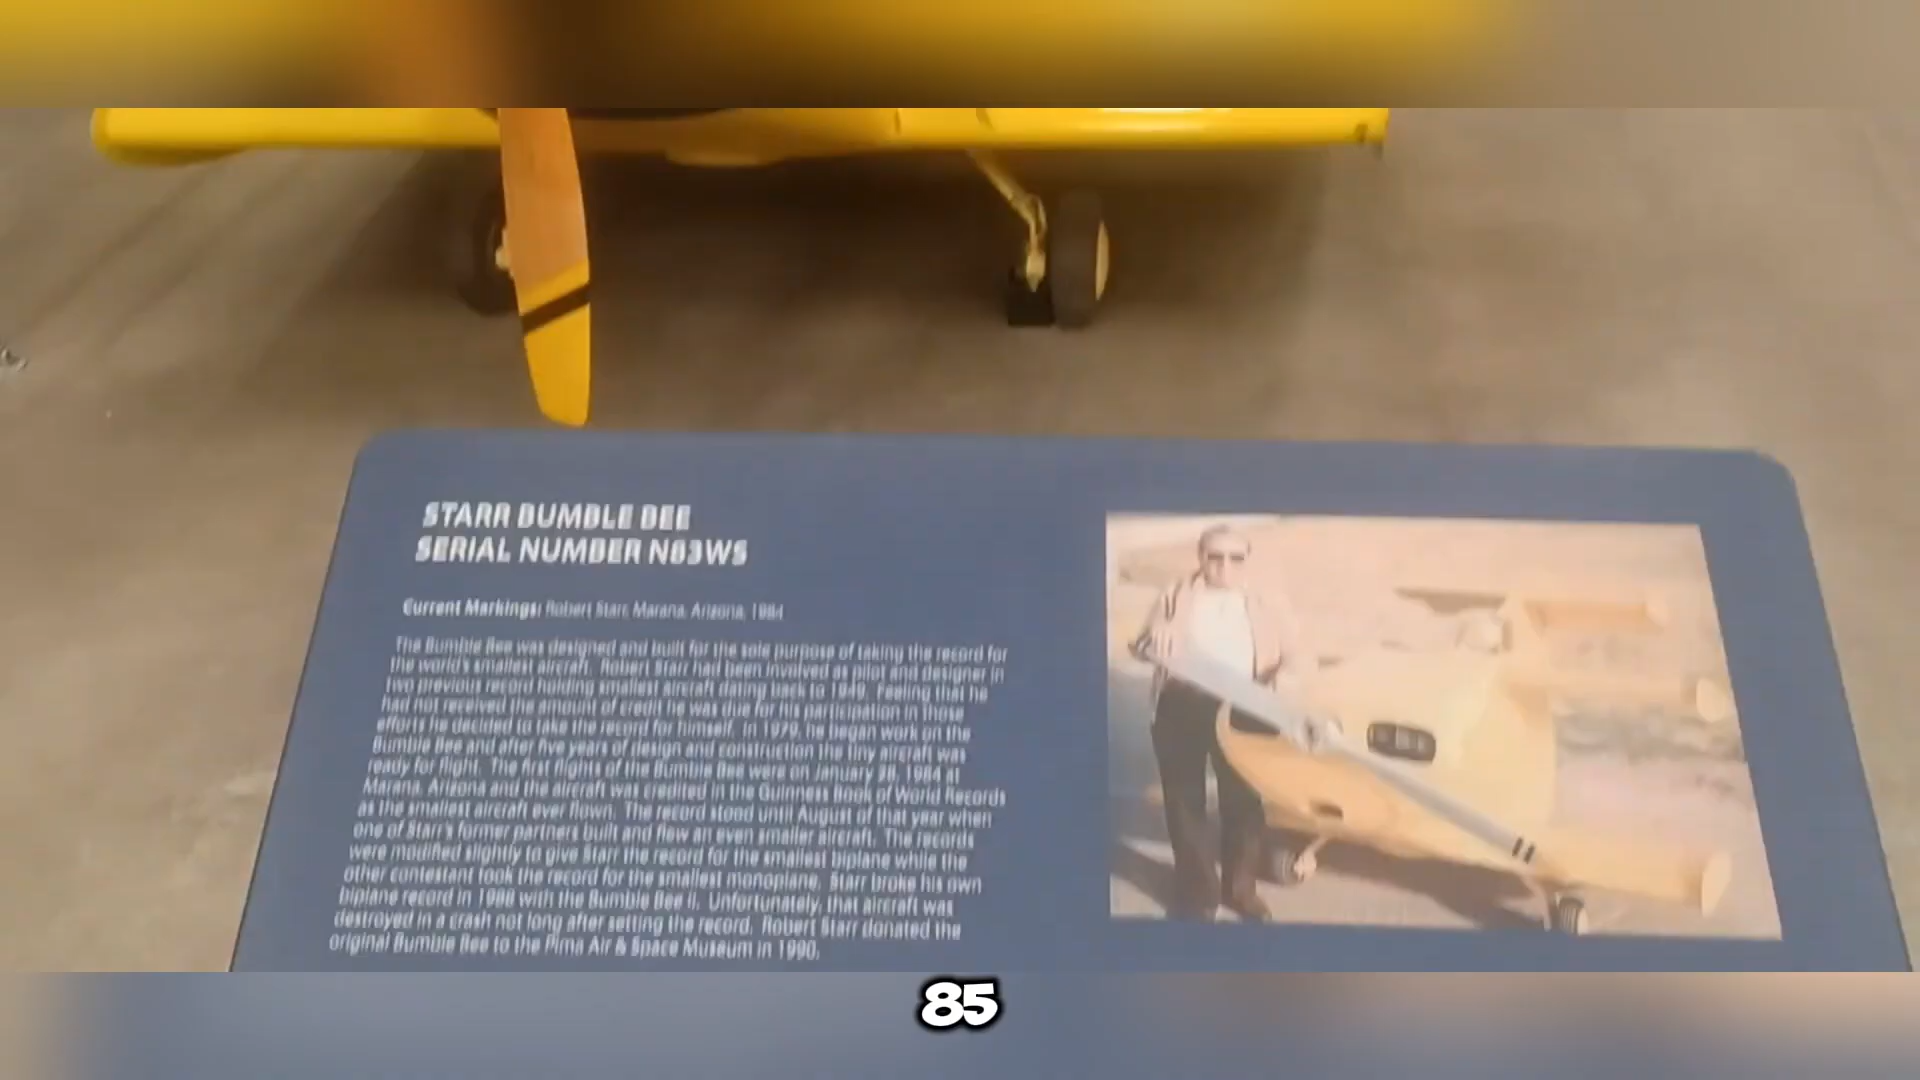 STARR BUMBLE BEE
SERIAL NUMBER N83WS
Current Markings: Robert Starr, Marana, Arizona, 1984
The Bumble Bee was designed and built for the sole purpose of taking the record for
the world's smallest aircraft. Robert Starr had been involved as pilot and designer in
two previous record holding smallest aircraft dating back to 1949. Feeling that he
had not received the amount of credit he was due for his participation in those
efforts he decided to take the record for himself. In 1979, he began work on the
Bumble Bee and after five years of design and construction the tiny aircraft was
ready for flight. The first flights of the Bumble Bee were on January 28, 1984 at
Marana, Arizona and the aircraft was credited in the Guinness Book of World Records
as the smallest aircraft ever flown. The record stood until August of that year when
one of Starr's former partners built and flew an even smaller aircraft. The records
were modified slightly to give Starr the record for the smallest biplane while the
other contestant took the record for the smallest monoplane. Starr broke his own
biplane record in 1988 with the Bumble Bee II. Unfortunately, that aircraft was
destroyed in a crash not long after setting the record. Robert Starr donated the
original Bumble Bee to the Pima Air & Space Museum in 1990.
85